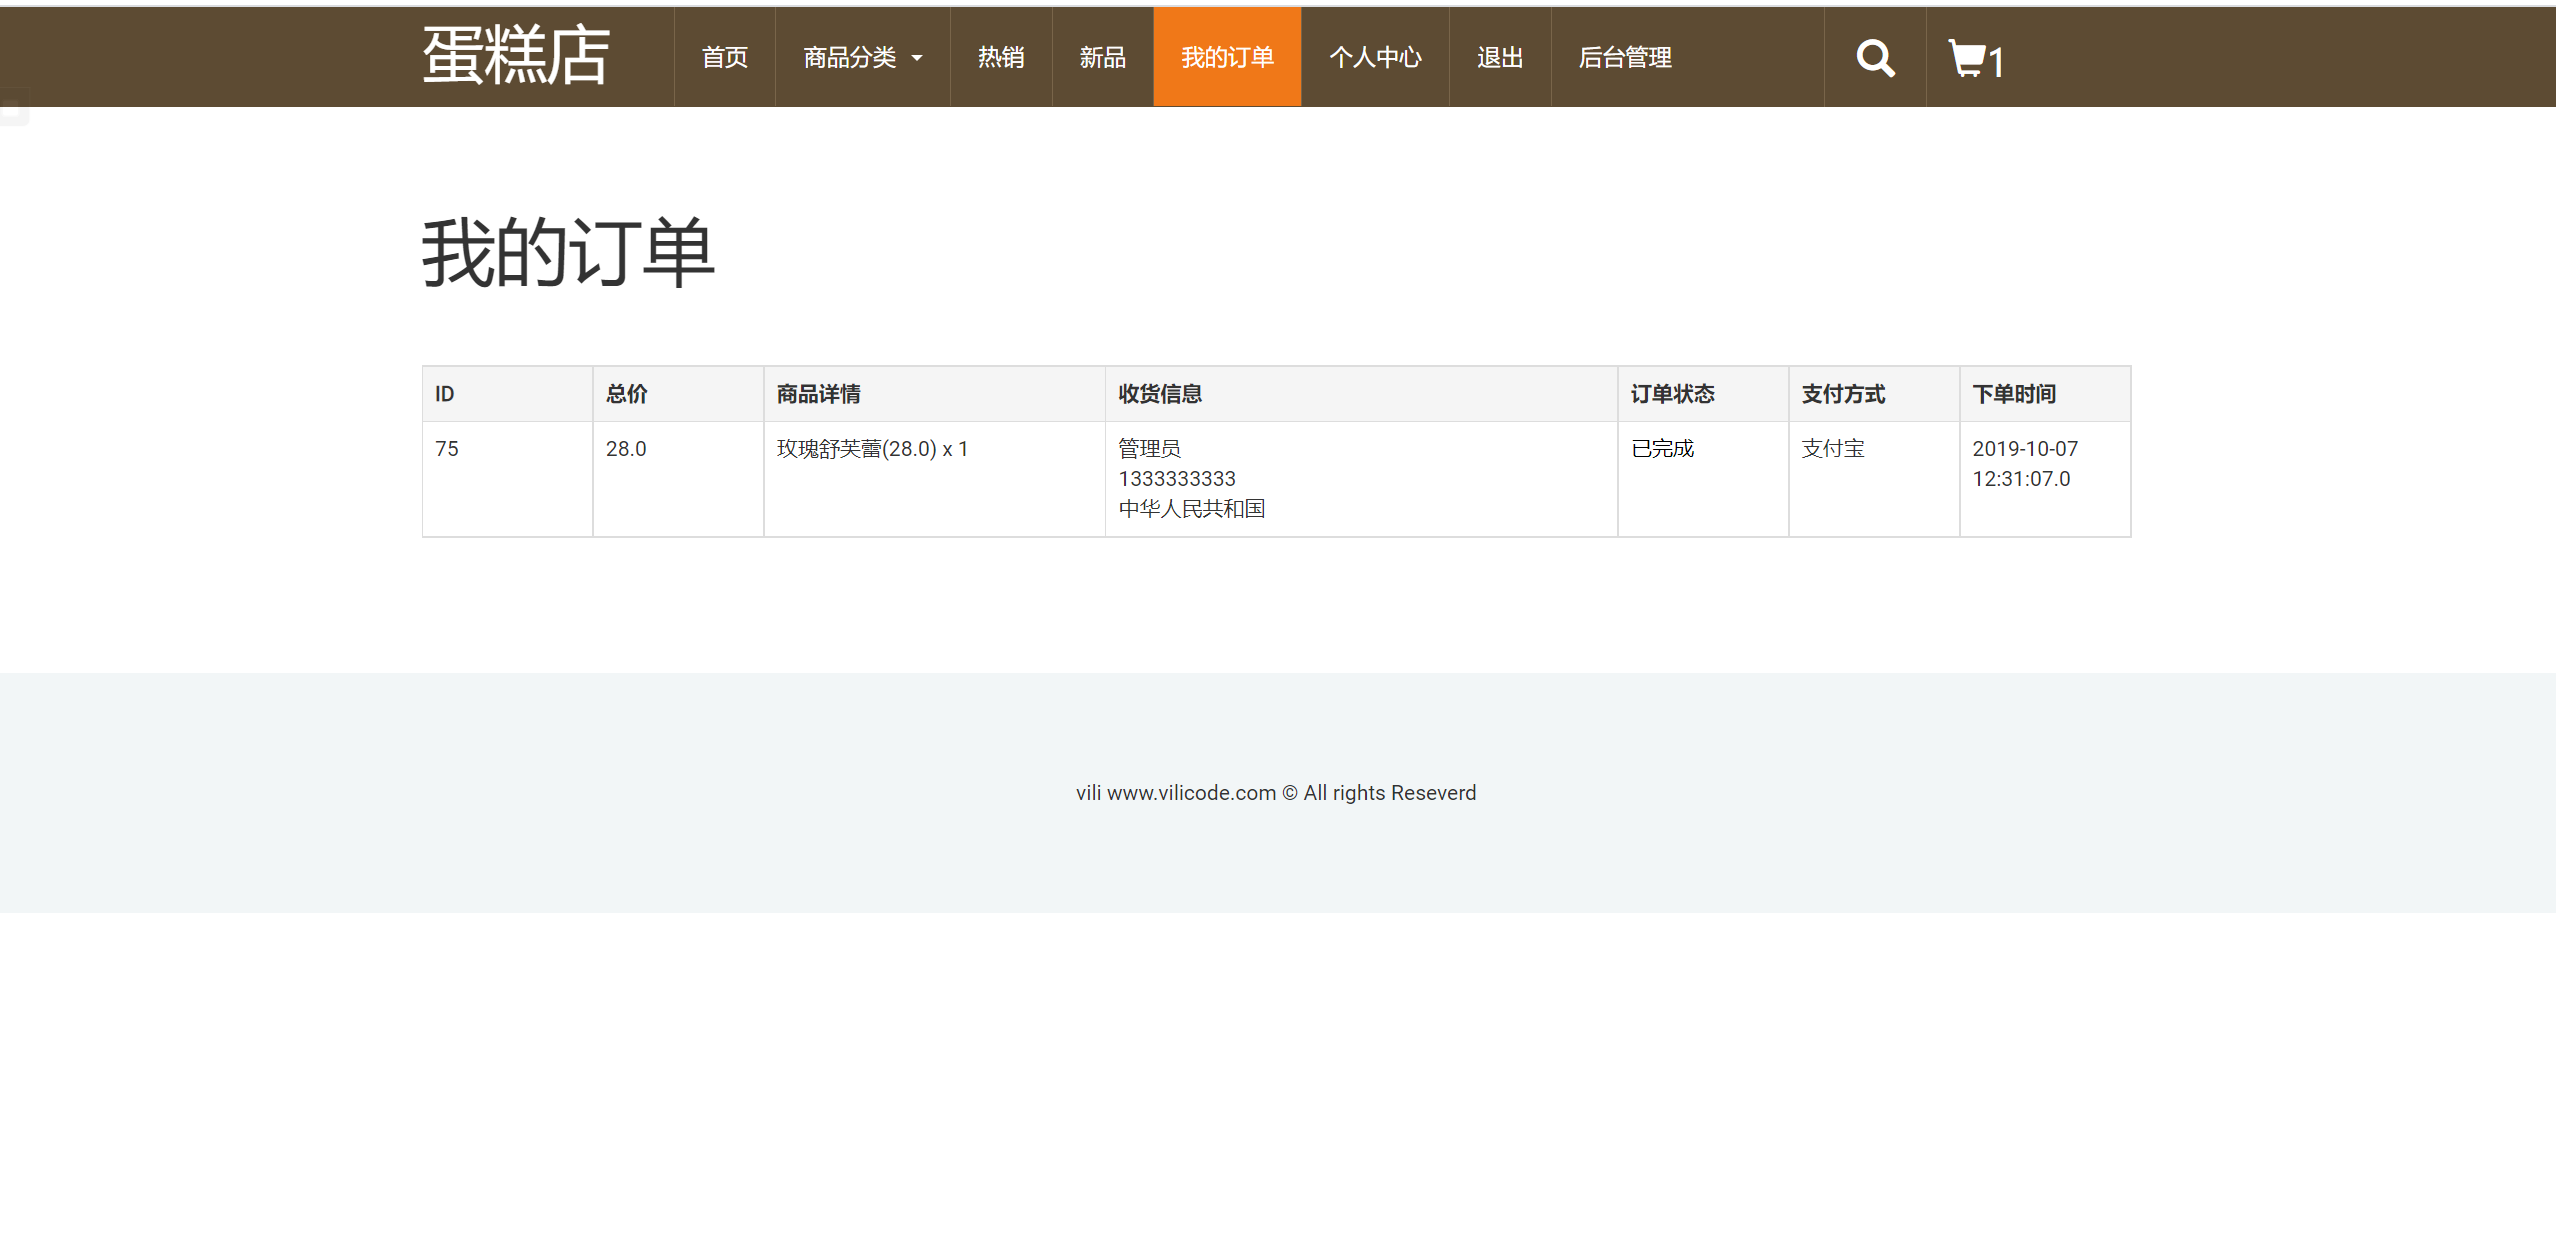 蛋糕店 首页 商品分类 热销 新品 我的订单 个人中心 退出 后台管理 1
我的订单
ID 总价 商品详情 收货信息 订单状态 支付方式 下单时间
75 28.0 玫瑰舒芙蕾(28.0) x 1 管理员 已完成 支付宝 2019-10-07
1333333333 12:31:07.0
中华人民共和国
vili www.vilicode.com © All rights Reseverd